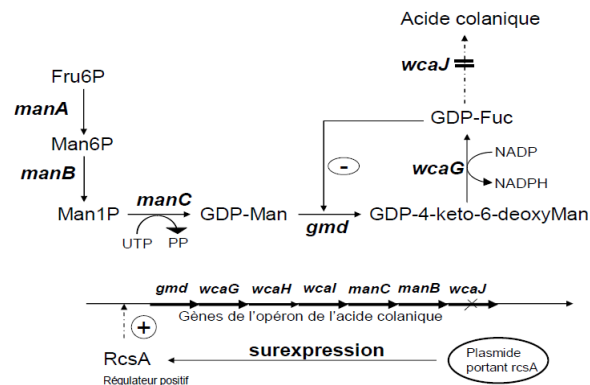 Acide colanique
wcaJ
Fru6P
manA
GDP-Fuc
Man6P
NADP
manB
wcaG
-
NADPH
manC
Man1P
GDP-Man
GDP-4-keto-6-deoxyMan
gmd
UTP
PP
gmd wcaG wcaH wcaI manC manB wcaJ
Gènes de l'opéron de l'acide colanique
+
surexpression
RcsA
Plasmide
portant rcsA
Régulateur positif